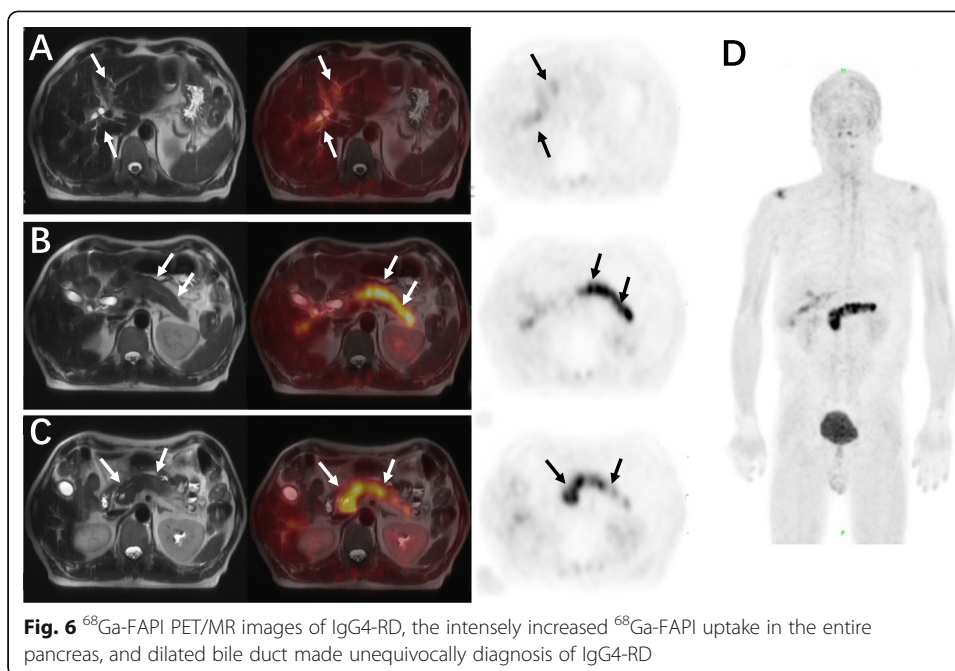 A
B
C
D
Fig. 6 ⁶⁸Ga-FAPI PET/MR images of IgG4-RD, the intensely increased ⁶⁸Ga-FAPI uptake in the entire
pancreas, and dilated bile duct made unequivocally diagnosis of IgG4-RD